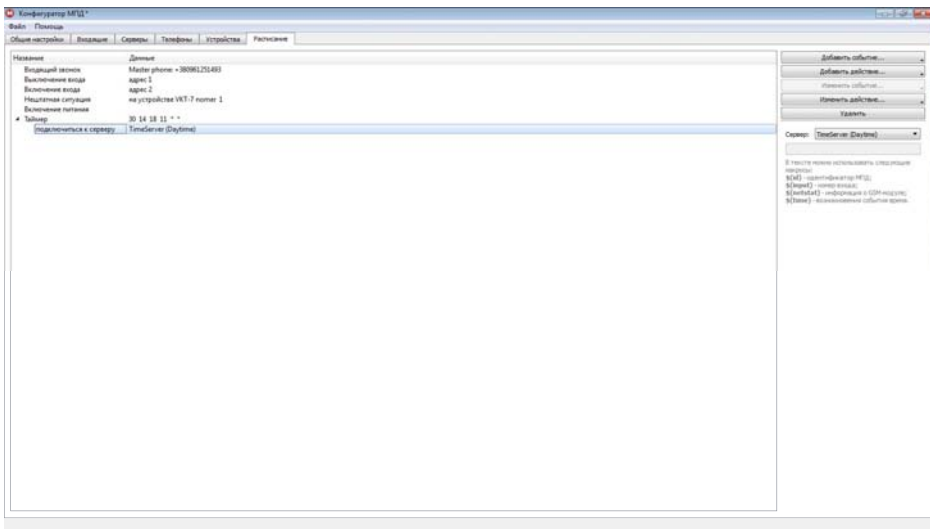 Конфигуратор МПД*
Файл Помощь
Общие настройки Входящие Серверы Телефоны Устройства Расписание
Название Данные
Входящий звонок Master phone: +380961251493
Выключение входа адрес 1
Включение входа адрес 2
Нештатная ситуация на устройстве VKT-7 nomer 1
Включение питания
Таймер 30 14 18 11 * *
подключиться к серверу TimeServer (Daytime)
Добавить событие...
Добавить действие...
Изменить событие...
Изменить действие...
Удалить
Сервер: TimeServer (Daytime)
В тексте можно использовать следующие
макросы:
$(id) - идентификатор МПД;
$(input) - номер входа;
$(netstat) - информация о GSM-модуле;
$(time) - возникновения события время.